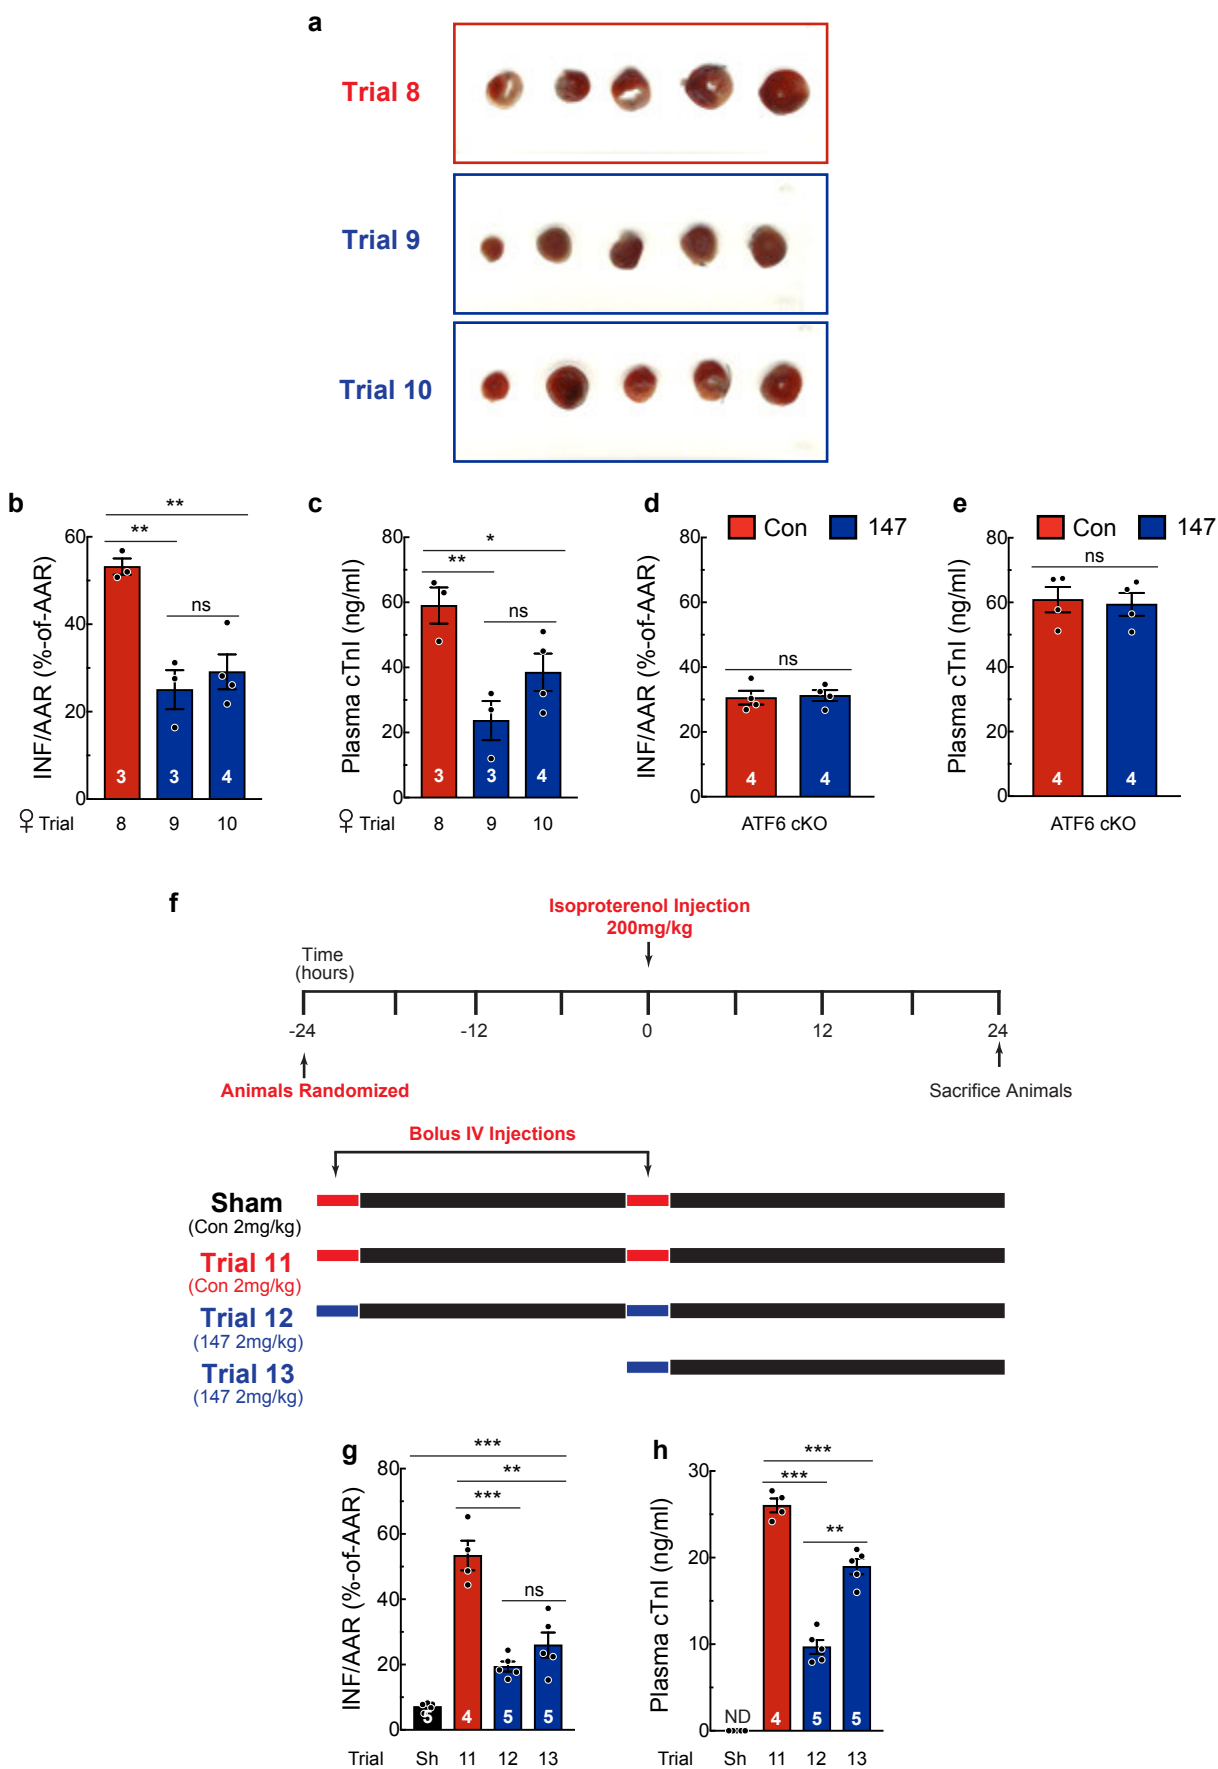 a
Trial 8
Trial 9
Trial 10
b
INF/AAR (%-of-AAR)
60
40
20
0
**
**
ns
3
3
4
♀ Trial
8
9
10
c
Plasma cTnI (ng/ml)
80
60
40
20
0
*
**
ns
3
3
4
♀ Trial
8
9
10
d
Con
147
INF/AAR (%-of-AAR)
80
60
40
20
0
ns
4
4
ATF6 cKO
e
Con
147
Plasma cTnI (ng/ml)
80
60
40
20
0
ns
4
4
ATF6 cKO
f
Isoproterenol Injection
200mg/kg
Time
(hours)
-24
-12
0
12
24
Animals Randomized
Sacrifice Animals
Bolus IV Injections
Sham
(Con 2mg/kg)
Trial 11
(Con 2mg/kg)
Trial 12
(147 2mg/kg)
Trial 13
(147 2mg/kg)
g
INF/AAR (%-of-AAR)
80
60
40
20
0
***
**
***
ns
5
4
5
5
Trial
Sh
11
12
13
h
Plasma cTnI (ng/ml)
30
20
10
0
***
***
**
ND
4
5
5
Trial
Sh
11
12
13